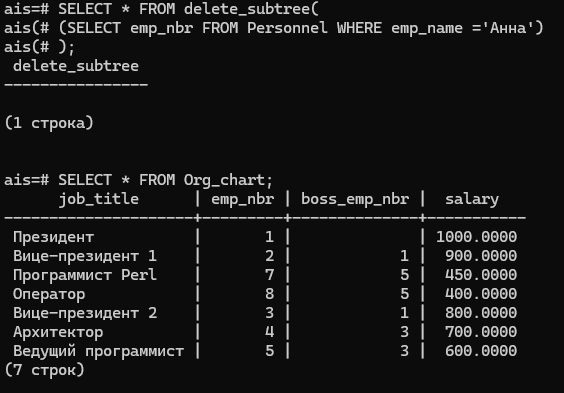 ais=# SELECT * FROM delete_subtree(
ais(# (SELECT emp_nbr FROM Personnel WHERE emp_name ='Анна')
ais(# );
 delete_subtree
----------------

(1 строка)


ais=# SELECT * FROM Org_chart;
      job_title      | emp_nbr | boss_emp_nbr |  salary
---------------------+---------+--------------+-----------
 Президент           |       1 |              | 1000.0000
 Вице-президент 1    |       2 |            1 |  900.0000
 Программист Perl    |       7 |            5 |  450.0000
 Оператор            |       8 |            5 |  400.0000
 Вице-президент 2    |       3 |            1 |  800.0000
 Архитектор          |       4 |            3 |  700.0000
 Ведущий программист |       5 |            3 |  600.0000
(7 строк)